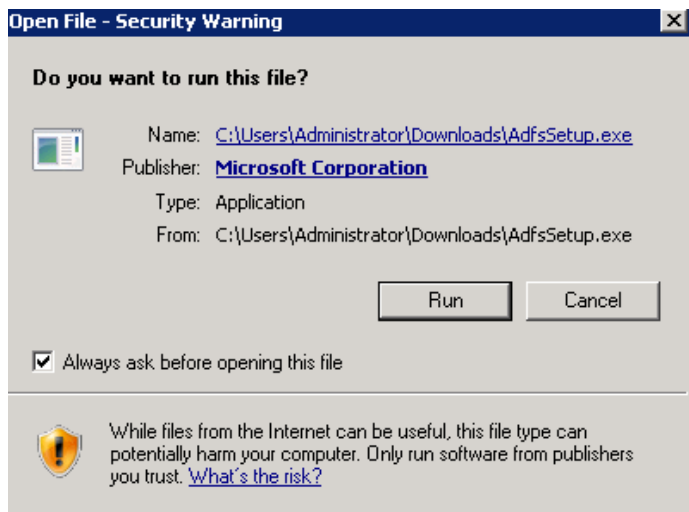 Open File - Security Warning
Do you want to run this file?
Name: C:\Users\Administrator\Downloads\AdfsSetup.exe
Publisher: Microsoft Corporation
Type: Application
From: C:\Users\Administrator\Downloads\AdfsSetup.exe
Run Cancel
Always ask before opening this file
While files from the Internet can be useful, this file type can
potentially harm your computer. Only run software from publishers
you trust. What's the risk?